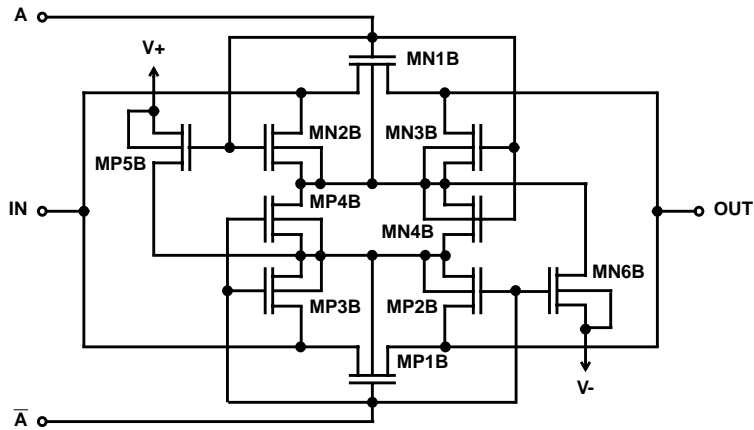 A
V+
MN1B
MN2B
MN3B
MP5B
MP4B
IN
OUT
MN4B
MN6B
MP3B
MP2B
MP1B
V-
A̅